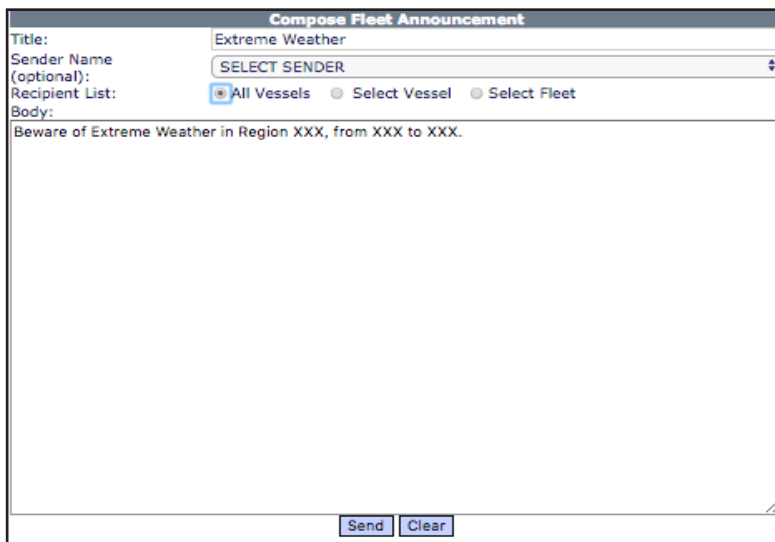 Compose Fleet Announcement
Title: Extreme Weather
Sender Name
(optional): SELECT SENDER
Recipient List: All Vessels Select Vessel Select Fleet
Body:
Beware of Extreme Weather in Region XXX, from XXX to XXX.
Send Clear